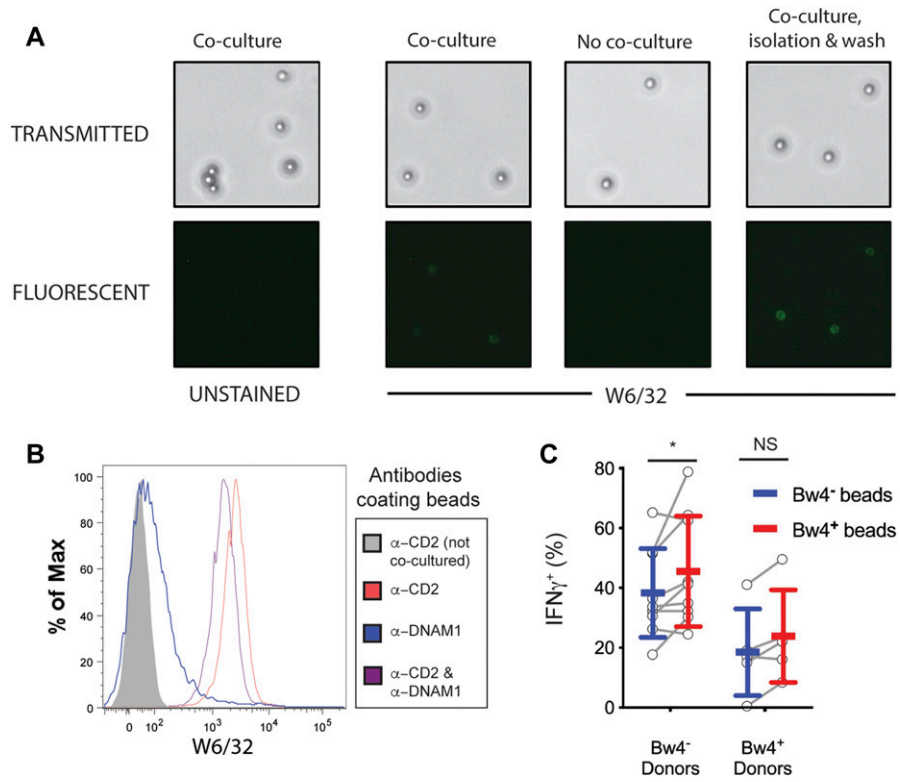 A
Co-culture
Co-culture
No co-culture
Co-culture,
isolation & wash
TRANSMITTED
FLUORESCENT
UNSTAINED
W6/32
B
% of Max
100
80
60
40
20
0
0
10²
10³
10⁴
10⁵
W6/32
Antibodies
coating beads
α-CD2 (not
co-cultured)
α-CD2
α-DNAM1
α-CD2 &
α-DNAM1
C
IFNγ⁺ (%)
80
60
40
20
0
*
NS
Bw4⁻ beads
Bw4⁺ beads
Bw4⁻
Donors
Bw4⁺
Donors